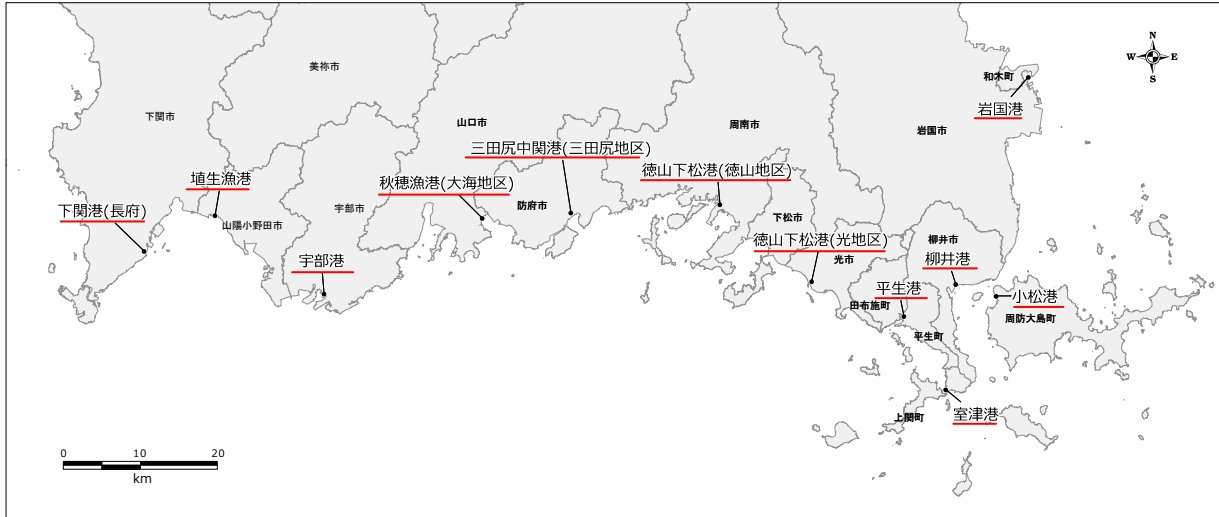 N
W
E
S
和木町
美祢市
岩国港
下関市
山口市
周南市
岩国市
三田尻中関港(三田尻地区)
徳山下松港(徳山地区)
埴生漁港
秋穂漁港(大海地区)
下関港(長府)
宇部市
防府市
下松市
山陽小野田市
徳山下松港(光地区)
柳井市
宇部港
光市
柳井港
平生港
小松港
田布施町
周防大島町
平生町
室津港
上関町
0 10 20
km